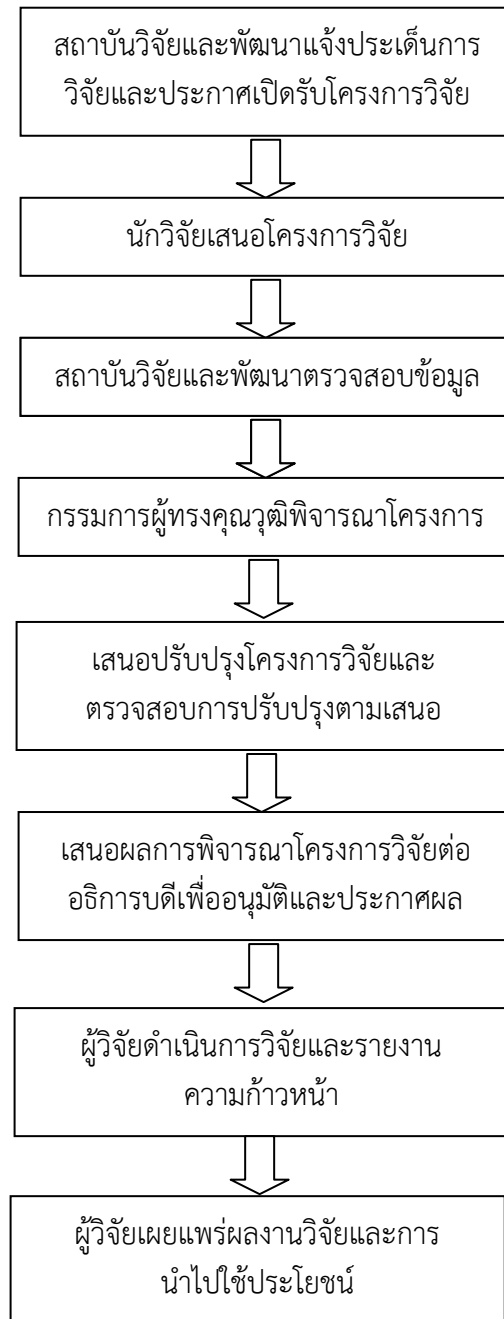 สถาบันวิจัยและพัฒนาแจ้งประเด็นการ
วิจัยและประกาศเปิดรับโครงการวิจัย
นักวิจัยเสนอโครงการวิจัย
สถาบันวิจัยและพัฒนาตรวจสอบข้อมูล
กรรมการผู้ทรงคุณวุฒิพิจารณาโครงการ
เสนอปรับปรุงโครงการวิจัยและ
ตรวจสอบการปรับปรุงตามเสนอ
เสนอผลการพิจารณาโครงการวิจัยต่อ
อธิการบดีเพื่ออนุมัติและประกาศผล
ผู้วิจัยดำเนินการวิจัยและรายงาน
ความก้าวหน้า
ผู้วิจัยเผยแพร่ผลงานวิจัยและการ
นำไปใช้ประโยชน์